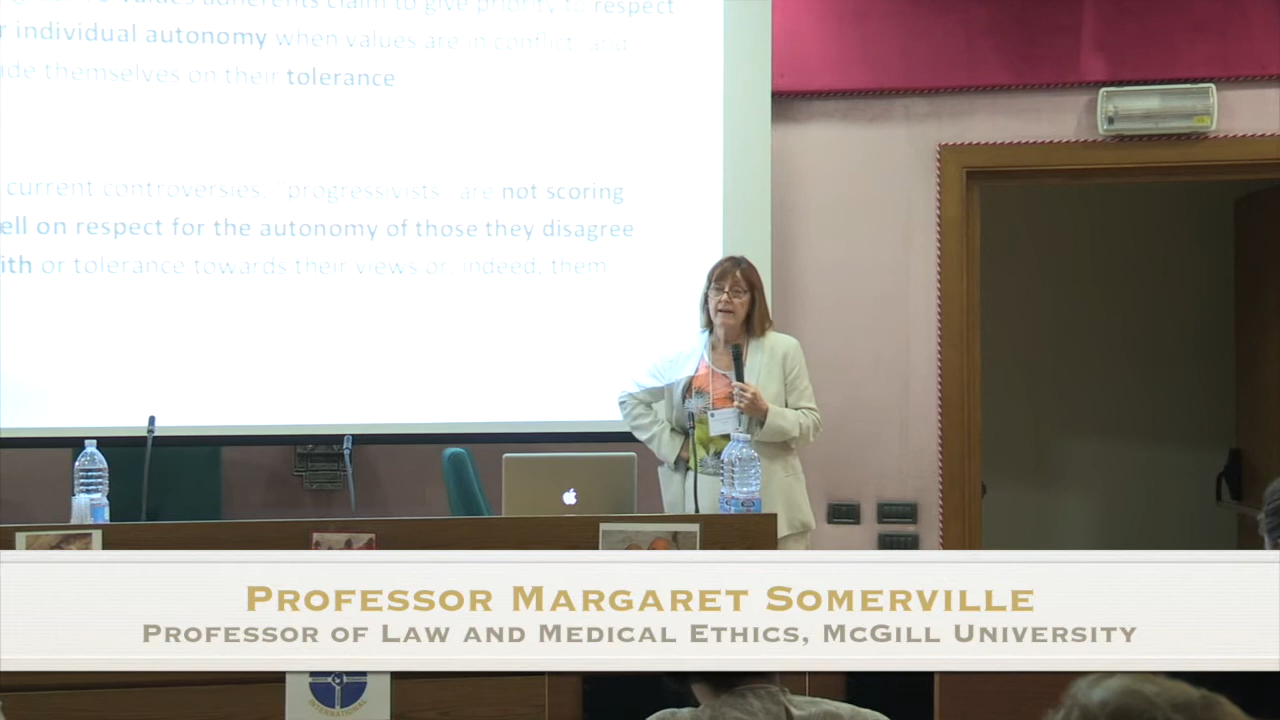 values adherents claim to give priority to respect
r individual autonomy when values are in conflict, and
ide themselves on their tolerance
current controversies, "progressivists" are not scoring
ell on respect for the autonomy of those they disagree
ith or tolerance towards their views or, indeed, them
Professor Margaret Somerville
Professor of Law and Medical Ethics, McGill University
INTERNATIONAL